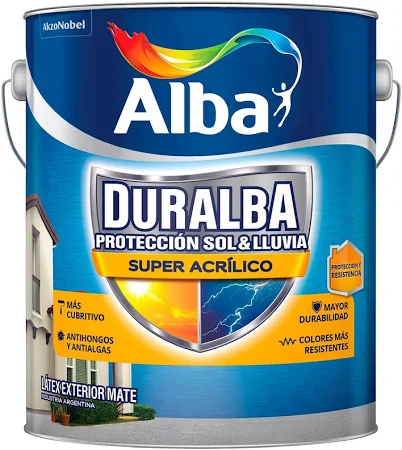 AkzoNobel
Alba
DURALBA
PROTECCIÓN SOL & LLUVIA
SUPER ACRÍLICO
PROTECCIÓN Y
RESISTENCIA
MÁS
CUBRITIVO
ANTIHONGOS
Y ANTIALGAS
MAYOR
DURABILIDAD
COLORES MÁS
RESISTENTES
LÁTEX EXTERIOR MATE
INDUSTRIA ARGENTINA